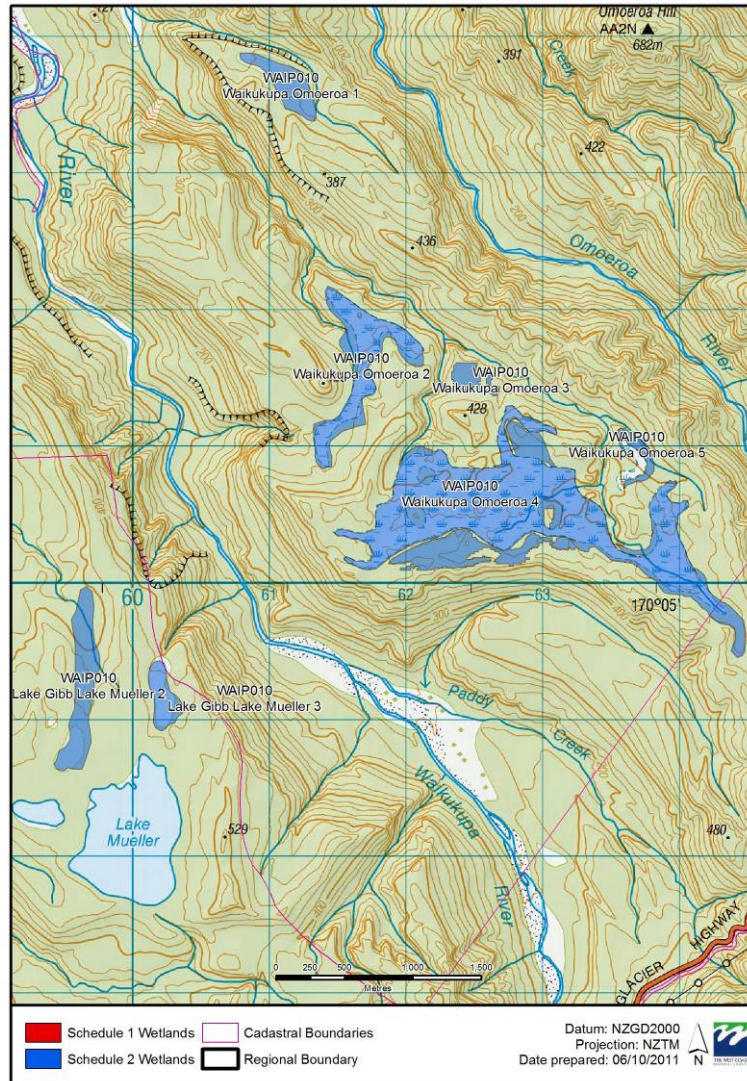 127
Omoeroa Hill
AA2N
682m
391
Creek
WAIP010
Waikukupa Omoeroa 1
422
River
387
436
Omoeroa
River
WAIP010
Waikukupa Omoeroa 2
WAIP010
Waikukupa Omoeroa 3
428
WAIP010
Waikukupa Omoeroa 5
WAIP010
Waikukupa Omoeroa 4
60
61
62
63
170°05'
WAIP010
Lake Gibb Lake Mueller 2
WAIP010
Lake Gibb Lake Mueller 3
Paddy
Creek
Waikukupa
River
Lake
Mueller
529
480
GLACIER HIGHWAY
0 250 500 1,000 1,500
Metres
Schedule 1 Wetlands
Cadastral Boundaries
Schedule 2 Wetlands
Regional Boundary
Datum: NZGD2000
Projection: NZTM
Date prepared: 06/10/2011
N
THE WEST COAST